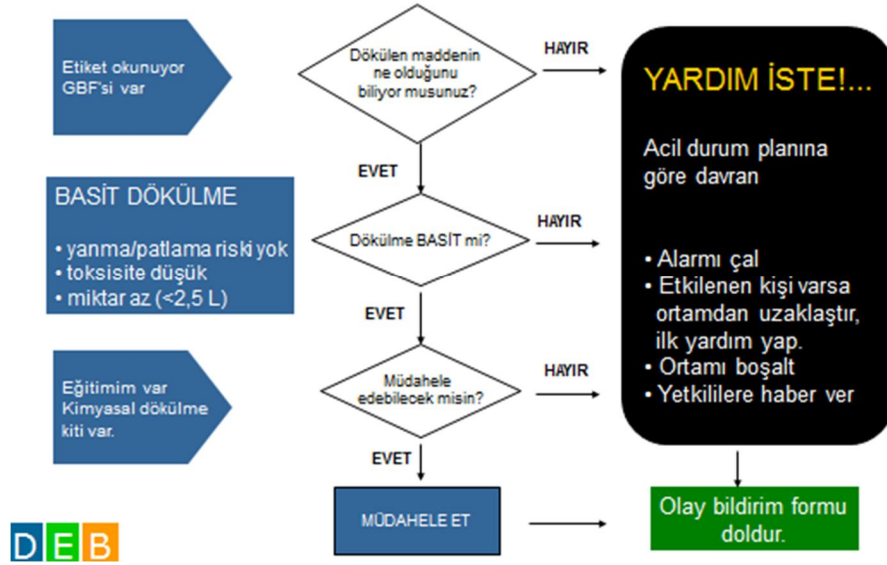 Etiket okunuyor
GBF'si var
Dökülen maddenin
ne olduğunu
biliyor musunuz?
HAYIR
EVET
BASİT DÖKÜLME
• yanma/patlama riski yok
• toksisite düşük
• miktar az (<2,5 L)
Dökülme BASİT mi?
HAYIR
EVET
Eğitimim var
Kimyasal dökülme
kiti var.
Müdahele
edebilecek misin?
HAYIR
EVET
MÜDAHELE ET
YARDIM İSTE!...
Acil durum planına
göre davran
• Alarmı çal
• Etkilenen kişi varsa
ortamdan uzaklaştır,
ilk yardım yap.
• Ortamı boşalt
• Yetkililere haber ver
Olay bildirim formu
doldur.
DEB